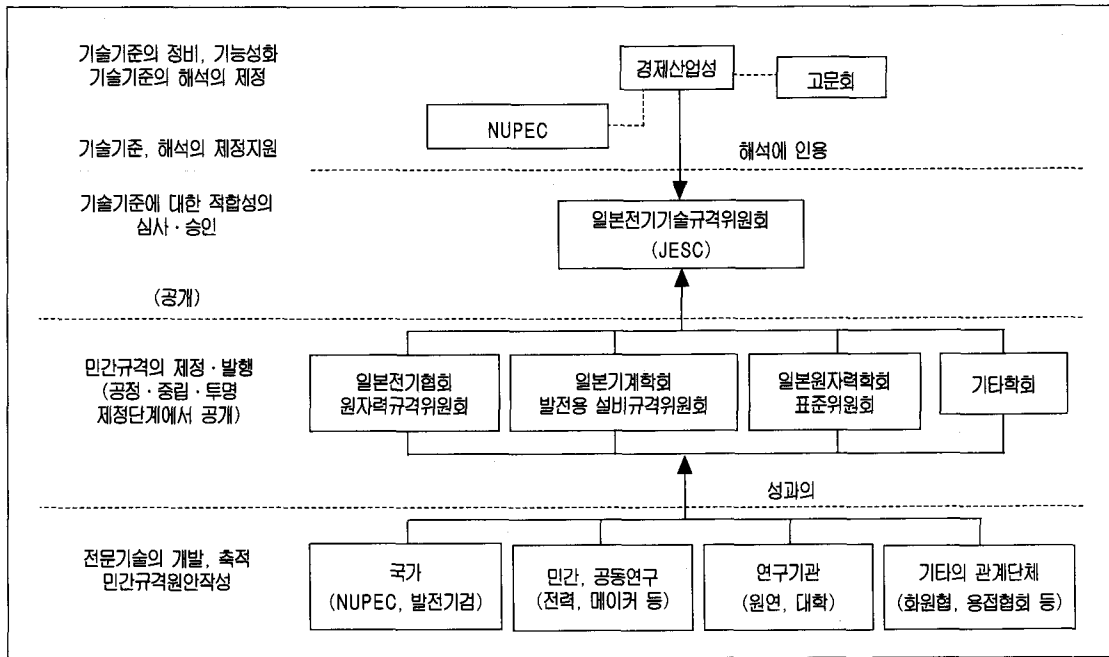 기술기준의 정비, 기능성화
기술기준의 해석의 제정
경제산업성
고문회
NUPEC
기술기준, 해석의 제정지원
해석에 인용
기술기준에 대한 적합성의
심사 · 승인
일본전기기술규격위원회
(JESC)
(공개)
민간규격의 제정 · 발행
(공정 · 중립 · 투명
제정단계에서 공개)
일본전기협회
원자력규격위원회
일본기계학회
발전용 설비규격위원회
일본원자력학회
표준위원회
기타학회
성과의
전문기술의 개발, 축적
민간규격원안작성
국가
(NUPEC, 발전기검)
민간, 공동연구
(전력, 메이커 등)
연구기관
(원연, 대학)
기타의 관계단체
(화원협, 용접협회 등)